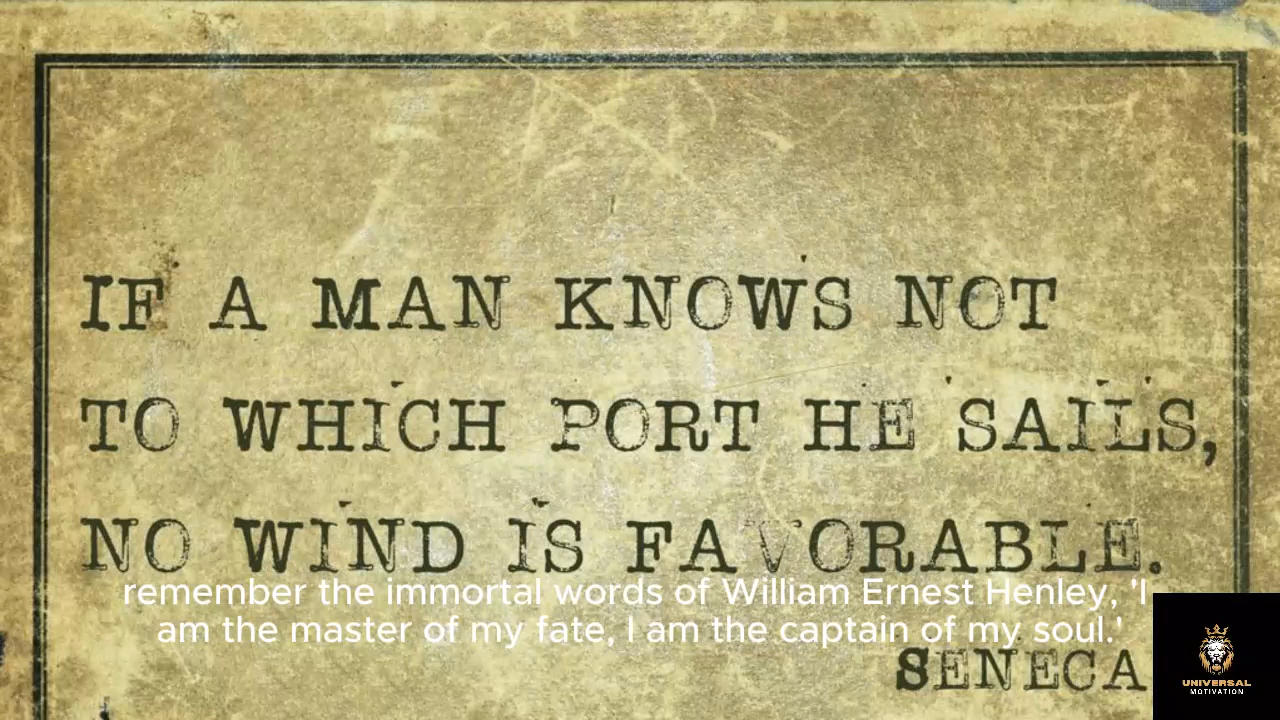 IF A MAN KNOWS NOT
TO WHICH PORT HE SAILS,
NO WIND IS FAVORABLE.
remember the immortal words of William Ernest Henley, 'I
am the master of my fate, I am the captain of my soul.'
SENECA
UNIVERSAL
MOTIVATION